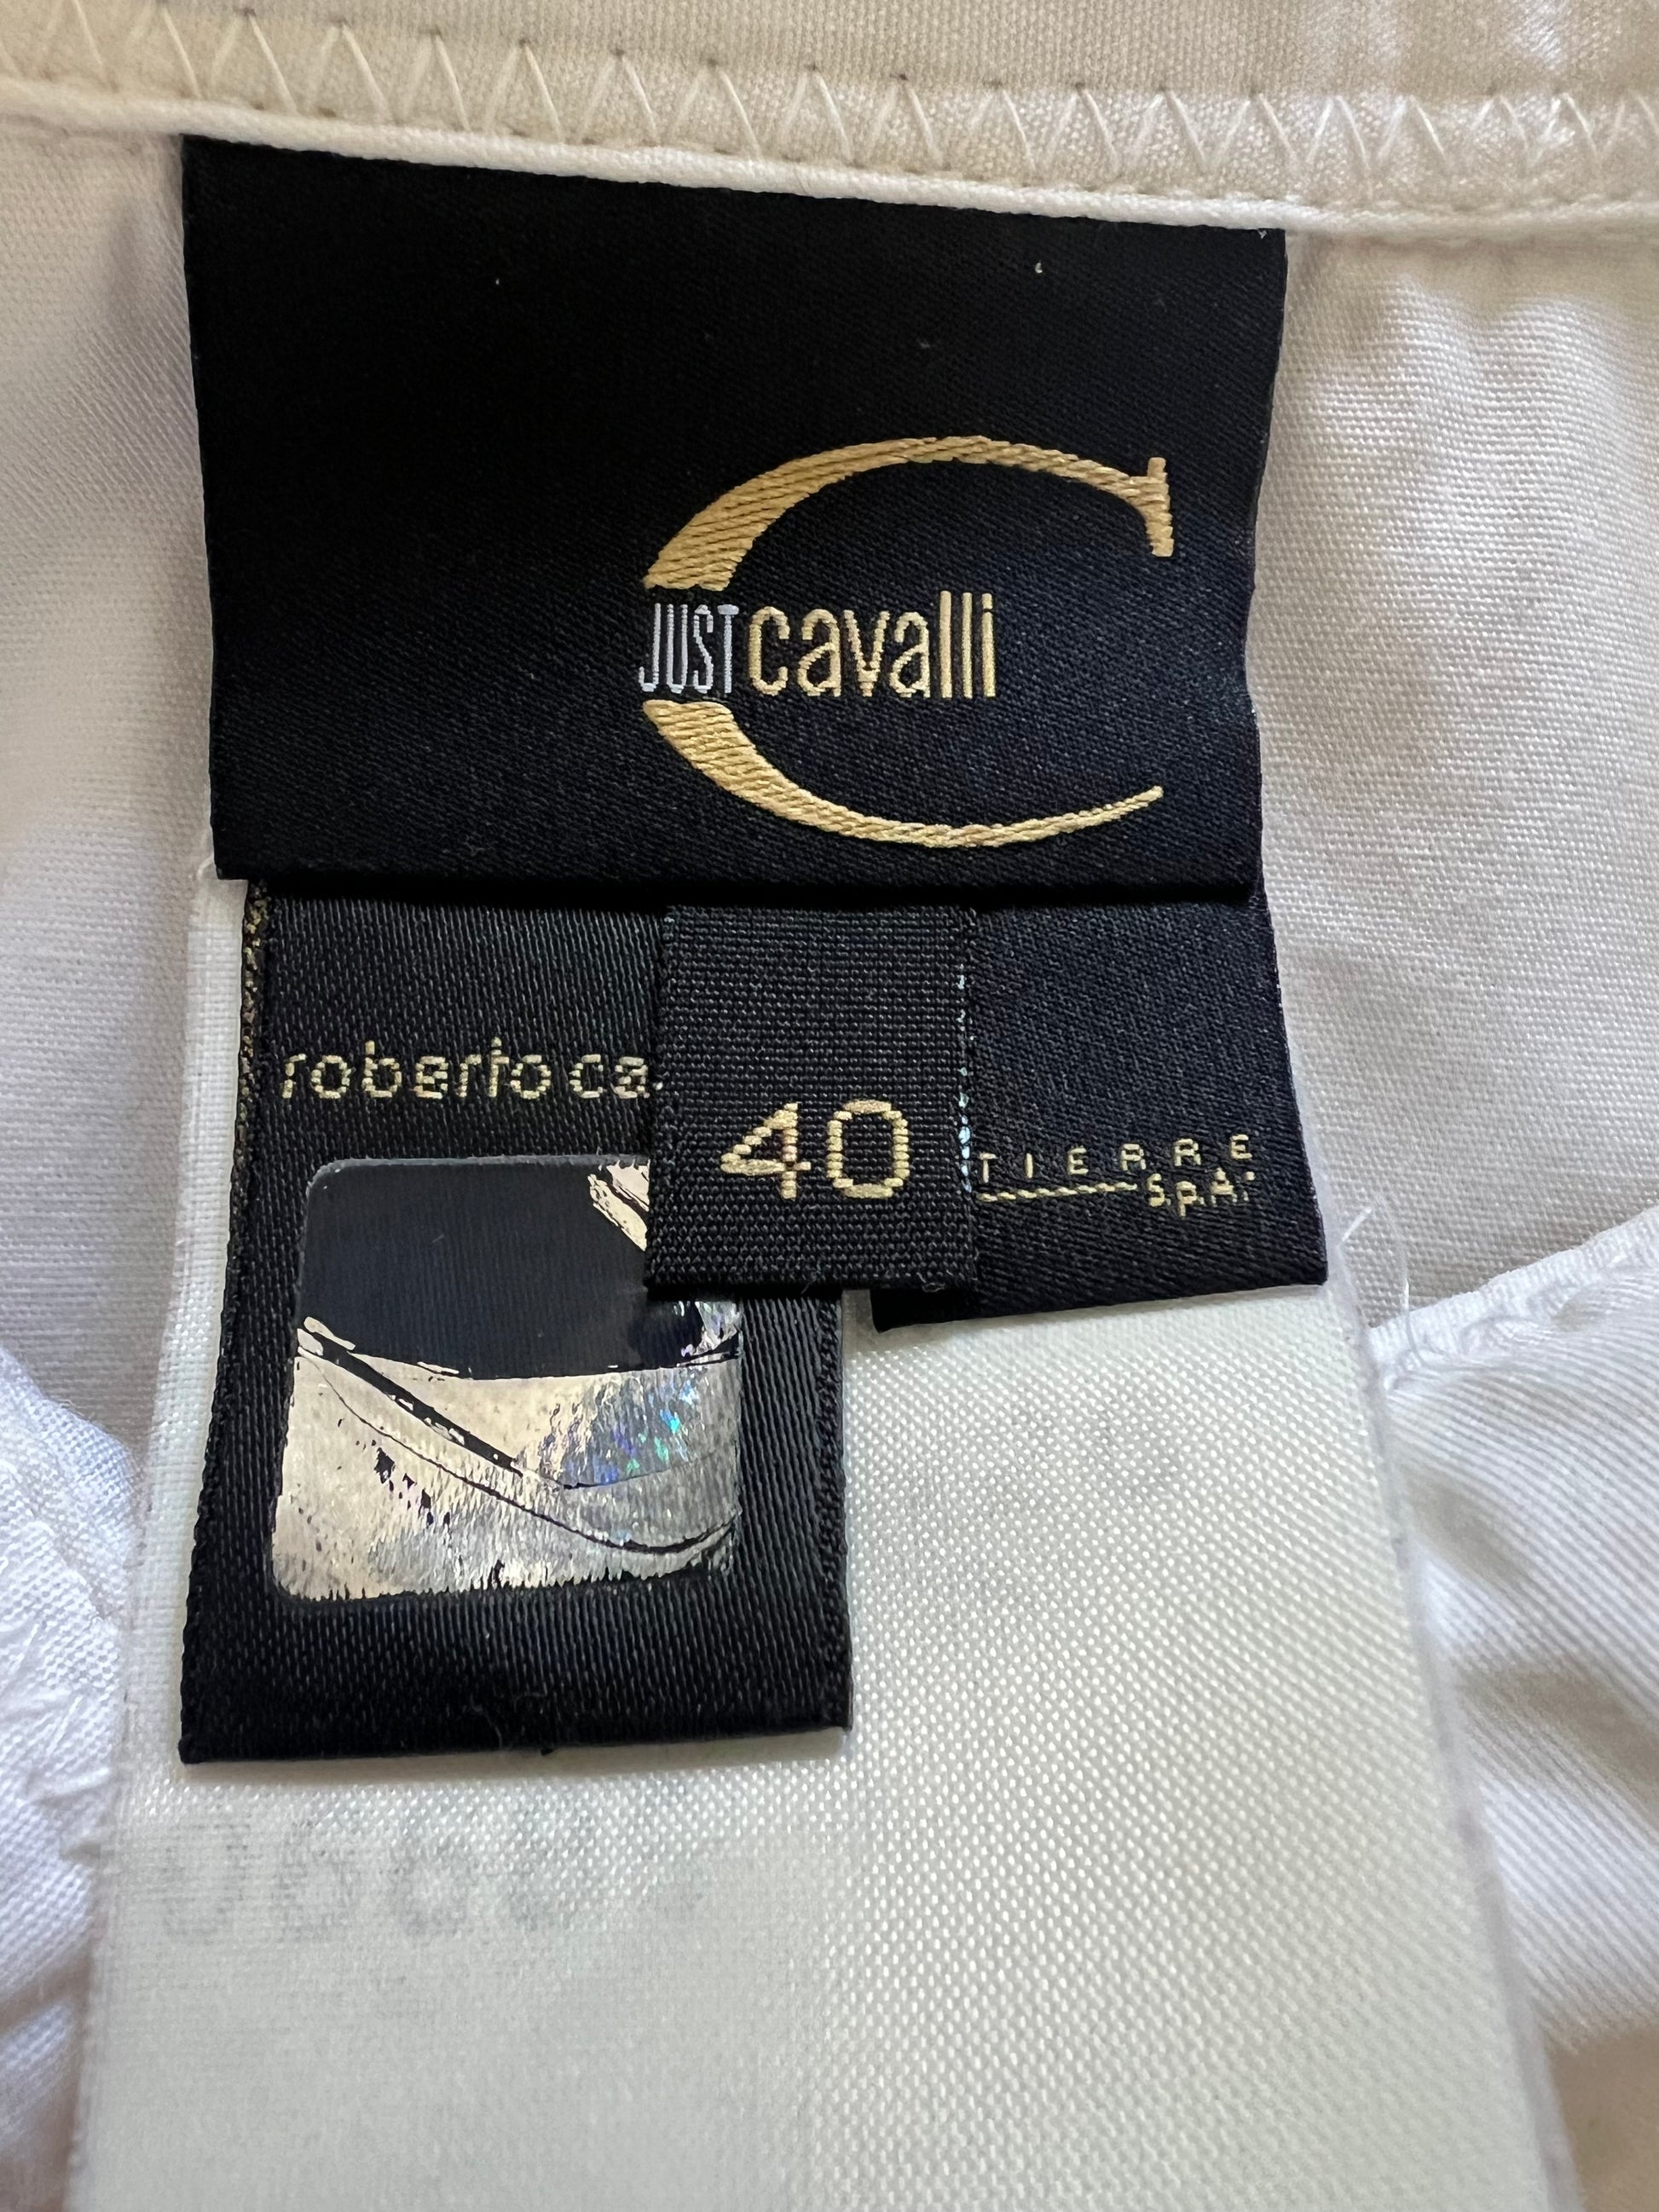 JUST cavalli
roberto ca
40
TIERRE
S.p.A.